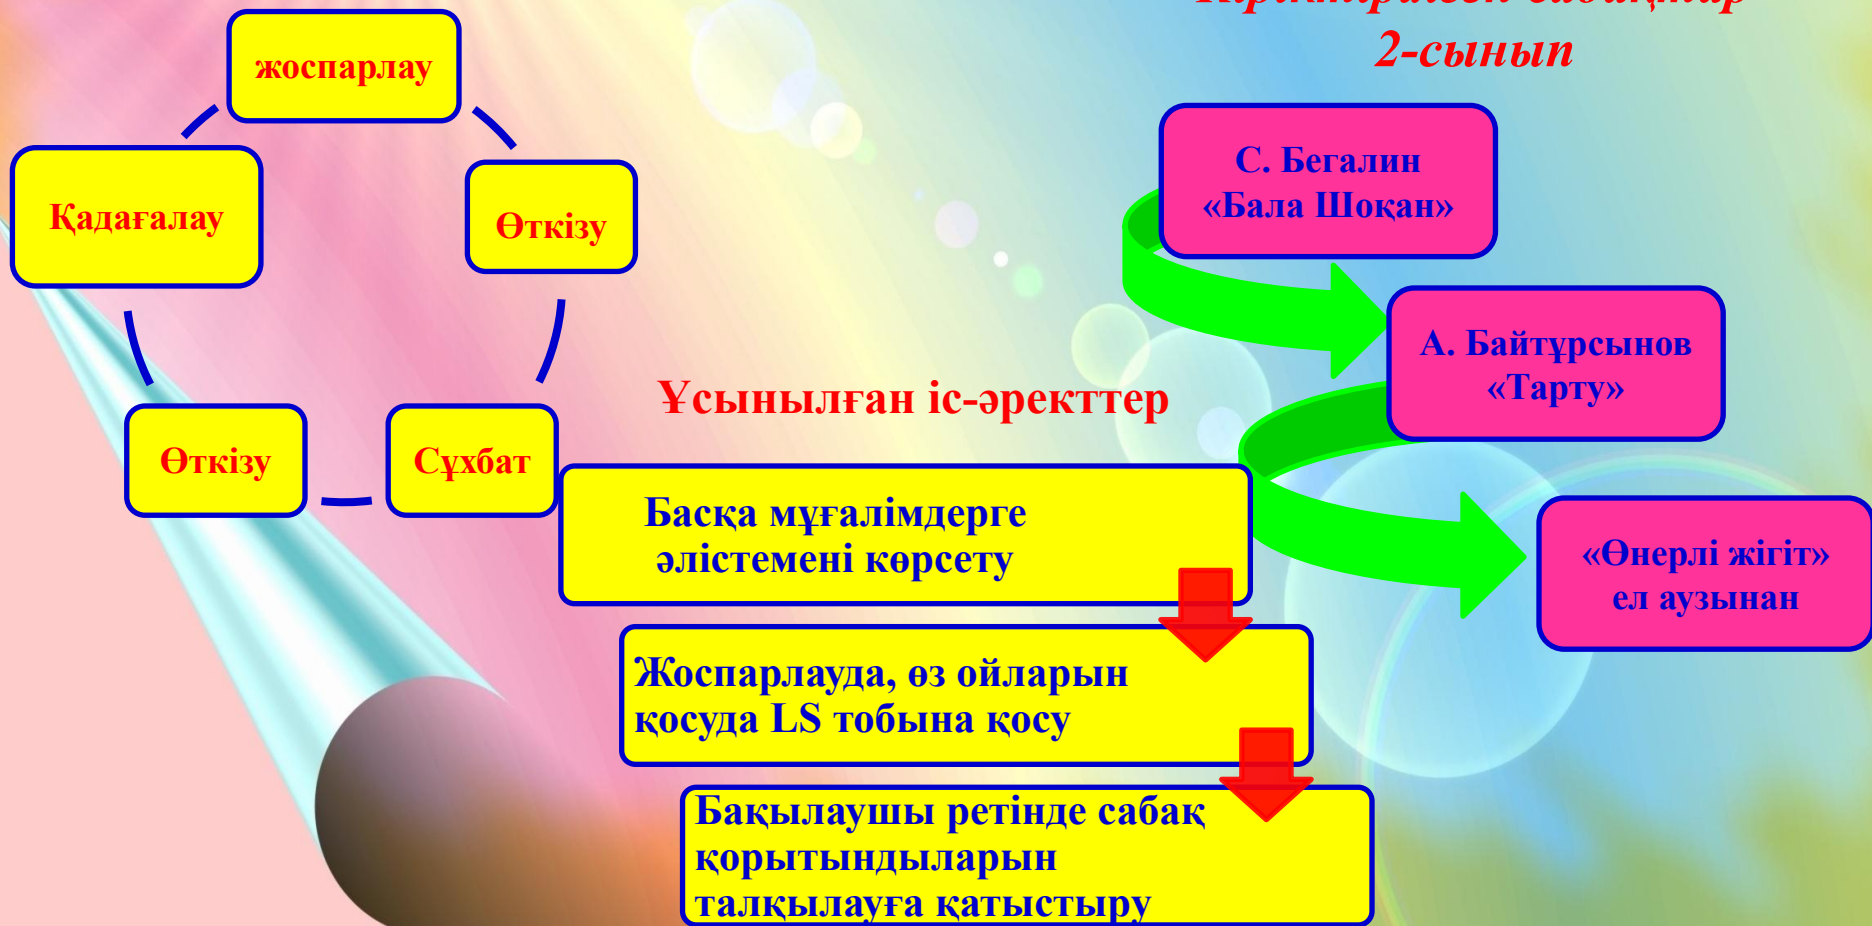 2-сынып
жоспарлау
Қадағалау
Өткізу
Өткізу
Сұхбат
С. Бегалин
«Бала Шоқан»
А. Байтұрсынов
«Тарту»
«Өнерлі жігіт»
ел аузынан
Ұсынылған іс-әректтер
Басқа мұғалімдерге
әлістемені көрсету
Жоспарлауда, өз ойларын
қосуда LS тобына қосу
Бақылаушы ретінде сабақ
қорытындыларын
талқылауға қатыстыру